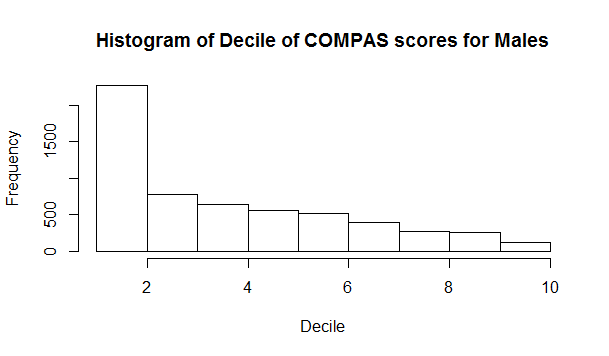 Histogram of Decile of COMPAS scores for Males
Frequency
1500
500
0
2 4 6 8 10
Decile